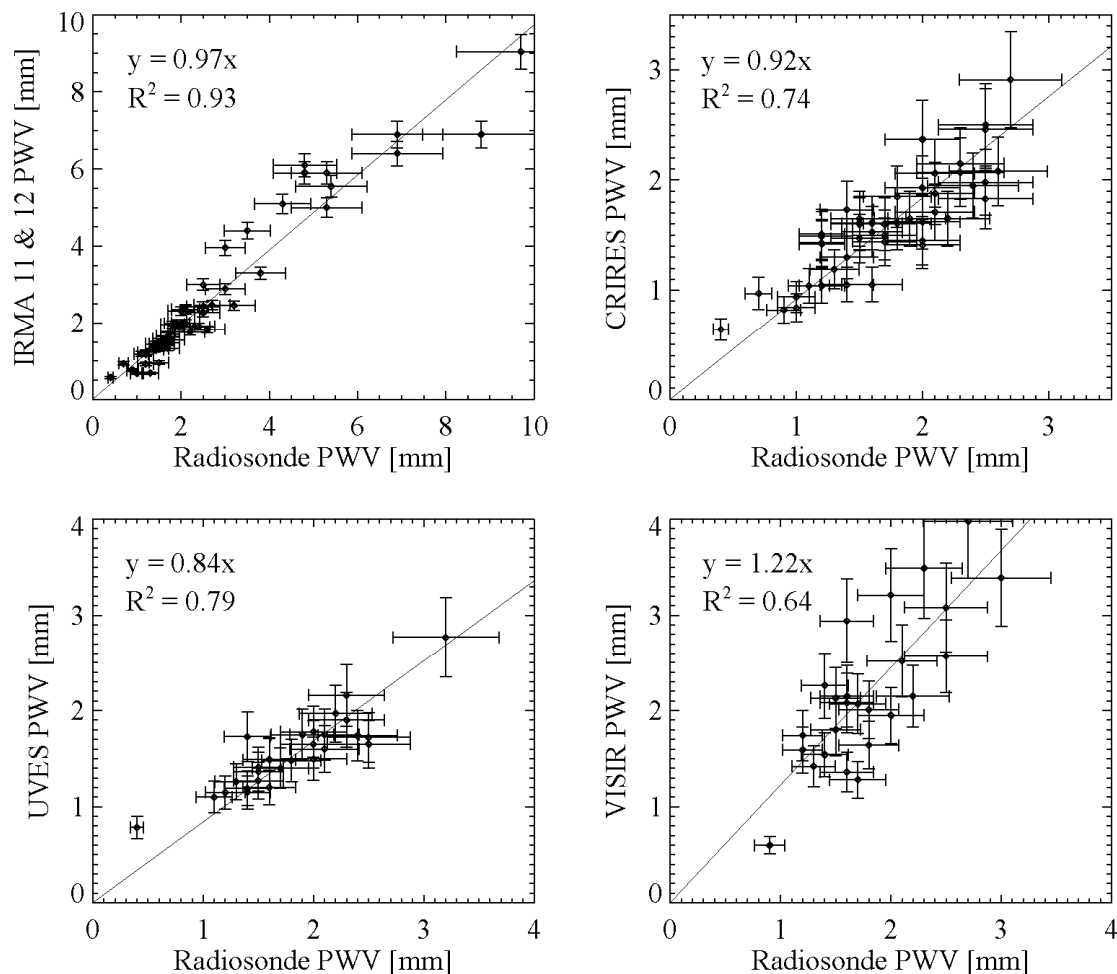 10
8
6
4
2
0
IRMA 11 & 12 PWV [mm]
y = 0.97x
R² = 0.93
0 2 4 6 8 10
Radiosonde PWV [mm]
3
2
1
0
CRIRES PWV [mm]
y = 0.92x
R² = 0.74
0 1 2 3
Radiosonde PWV [mm]
4
3
2
1
0
UVES PWV [mm]
y = 0.84x
R² = 0.79
0 1 2 3 4
Radiosonde PWV [mm]
4
3
2
1
0
VISIR PWV [mm]
y = 1.22x
R² = 0.64
0 1 2 3 4
Radiosonde PWV [mm]